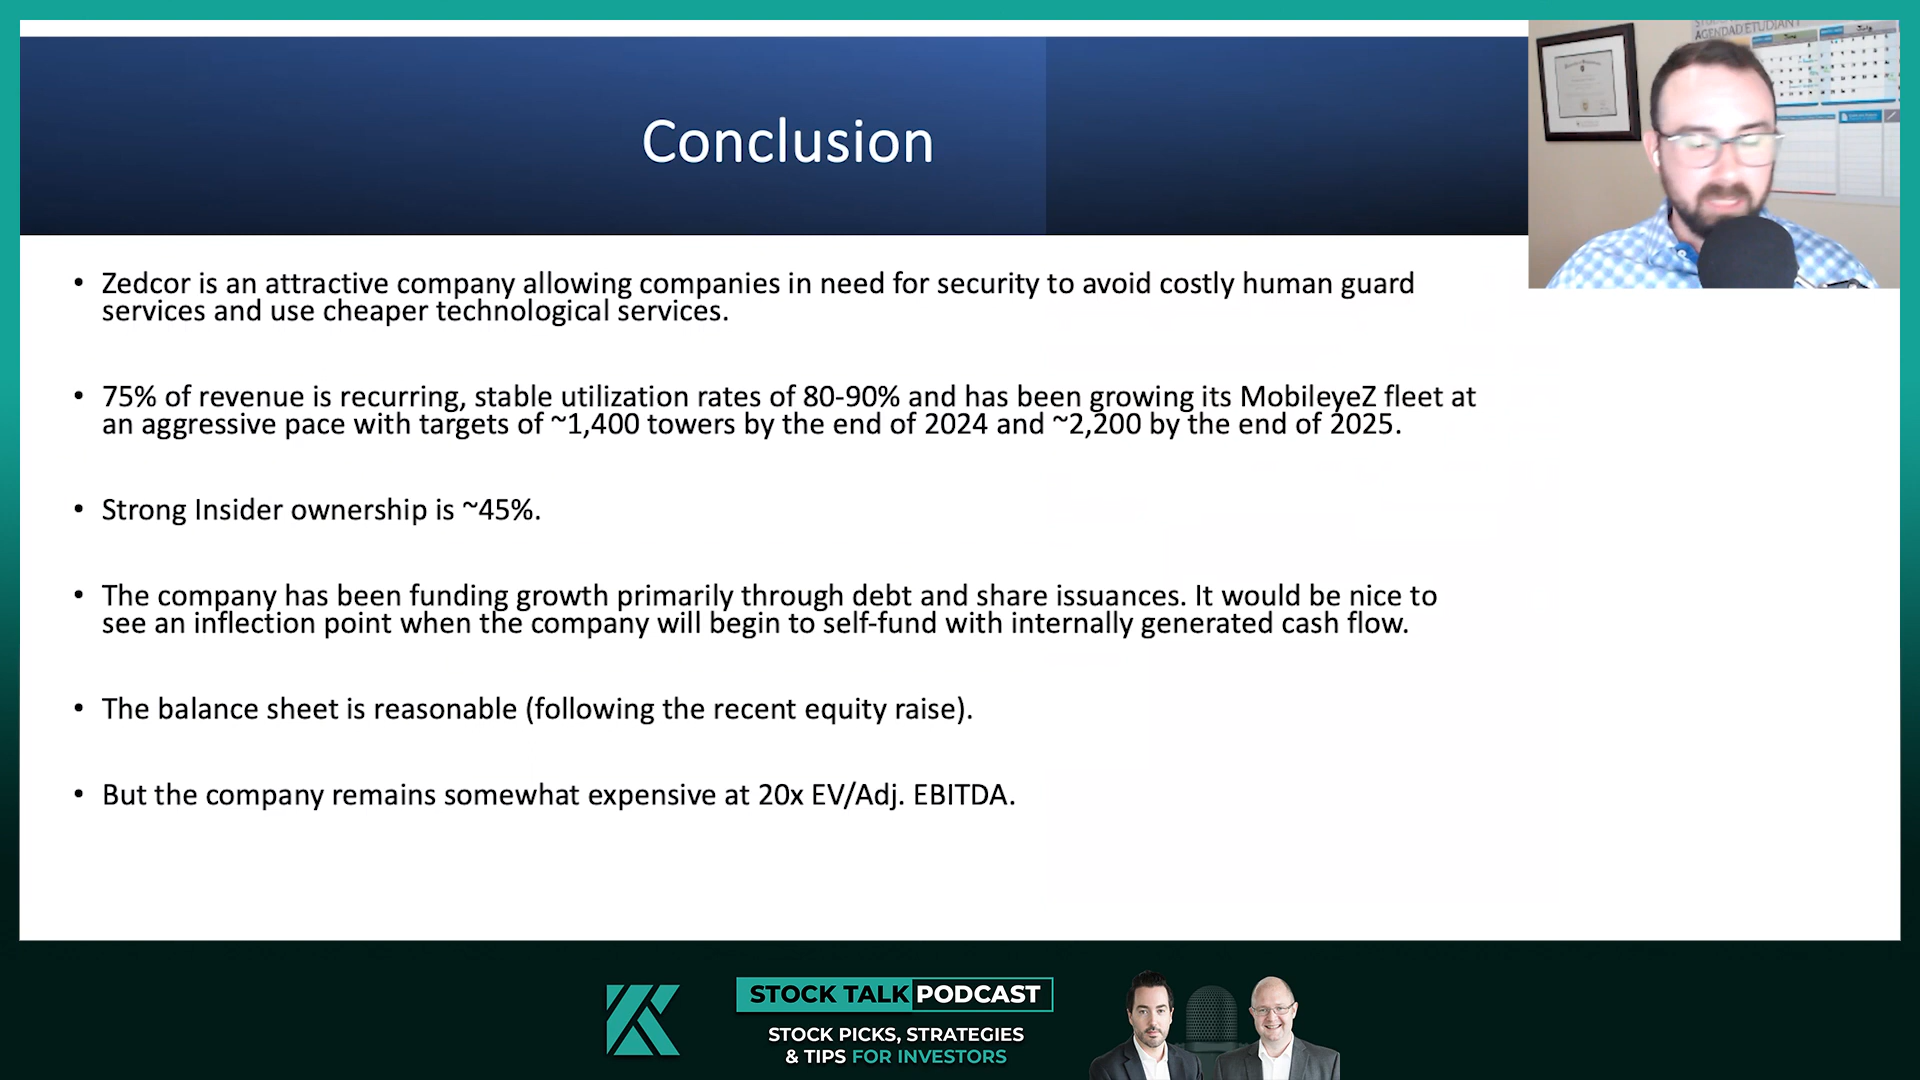 Conclusion
AGENDAD'ÉTUDIANT
• Zedcor is an attractive company allowing companies in need for security to avoid costly human guard
services and use cheaper technological services.
• 75% of revenue is recurring, stable utilization rates of 80-90% and has been growing its MobileyeZ fleet at
an aggressive pace with targets of ~1,400 towers by the end of 2024 and ~2,200 by the end of 2025.
• Strong Insider ownership is ~45%.
• The company has been funding growth primarily through debt and share issuances. It would be nice to
see an inflection point when the company will begin to self-fund with internally generated cash flow.
• The balance sheet is reasonable (following the recent equity raise).
• But the company remains somewhat expensive at 20x EV/Adj. EBITDA.
STOCK TALK PODCAST
STOCK PICKS, STRATEGIES
& TIPS FOR INVESTORS